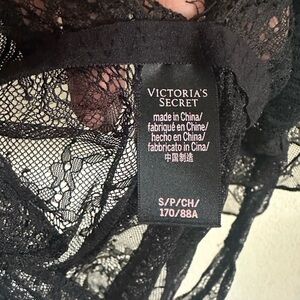 VICTORIA'S
SECRET
made in China/
fabriqué en Chine/
hecho en China/
fabbricato in Cina/
中国制造
S/P/CH/
170/88A